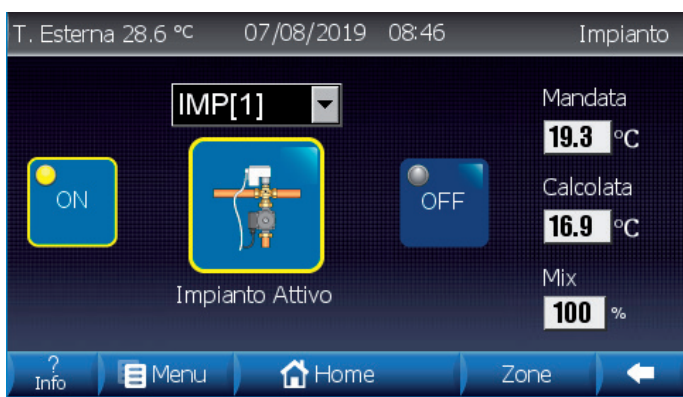 T. Esterna 28.6 °C 07/08/2019 08:46 Impianto
IMP[1]
ON
OFF
Impianto Attivo
Mandata
19.3 °C
Calcolata
16.9 °C
Mix
100 %
? Info Menu Home Zone